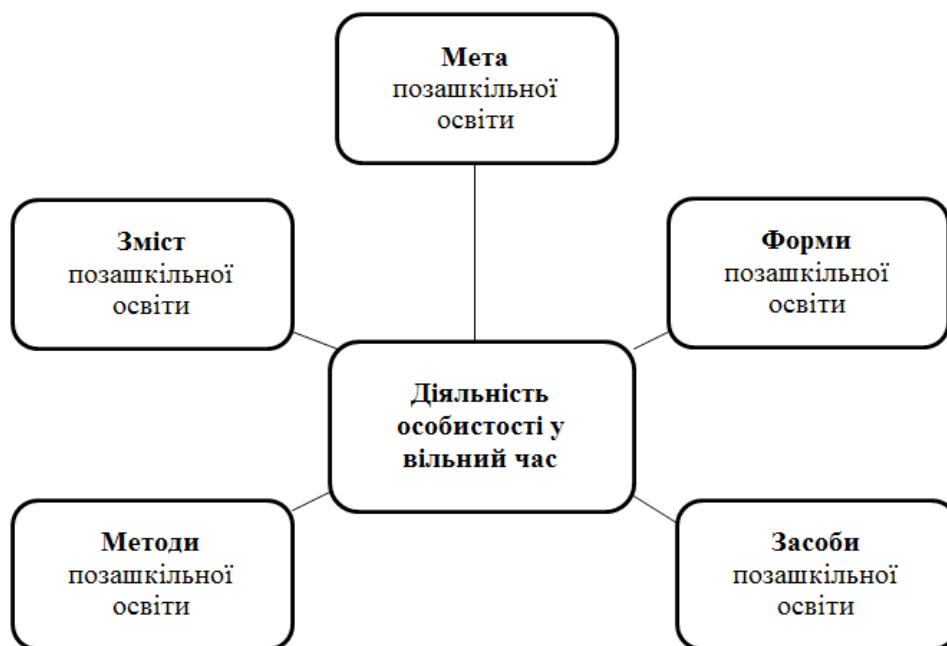 Мета
позашкільної
освіти
Зміст
позашкільної
освіти
Форми
позашкільної
освіти
Діяльність
особистості у
вільний час
Методи
позашкільної
освіти
Засоби
позашкільної
освіти